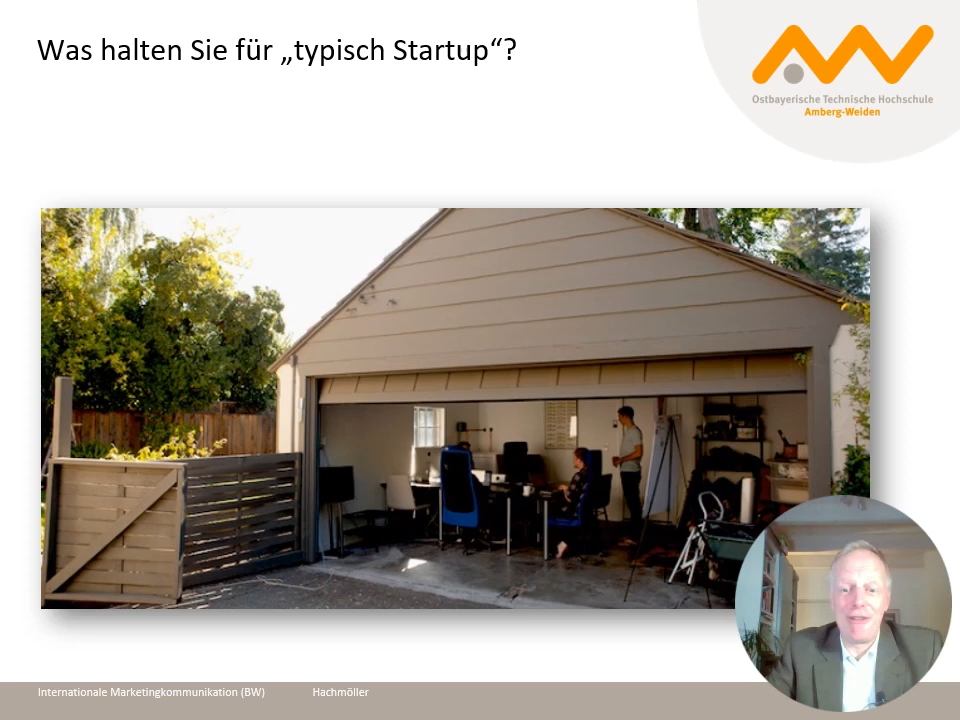 Was halten Sie für „typisch Startup“?
Ostbayerische Technische Hochschule
Amberg-Weiden
Internationale Marketingkommunikation (BW) Hachmöller